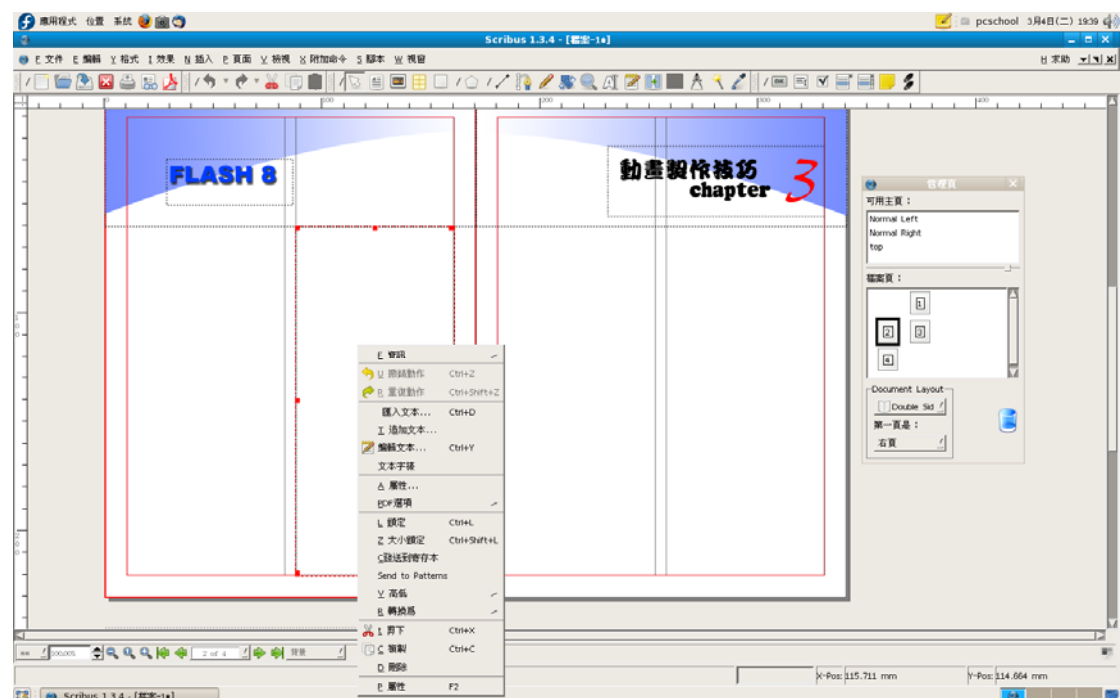 應用程式 位置 系統 pcschool 3月4日(二) 19:39
Scribus 1.3.4 - [檔案-1*]
F 文件 E 編輯 Y 格式 I 效果 N 插入 P 頁面 V 檢視 X 附加命令 S 腳本 W 視窗 H 求助
0 100 200 300 400
FLASH 8
動畫製作技巧
chapter 3
管理頁
可用主頁：
Normal Left
Normal Right
top
檔案頁：
1
2 3
4
Document Layout
Double Sid
第一頁是：
右頁
E 資訊
U 撤銷動作 Ctrl+Z
R 重復動作 Ctrl+Shift+Z
匯入文本... Ctrl+D
I 追加文本...
編輯文本... Ctrl+Y
文本字樣
A 屬性...
PDF選項
L 鎖定 Ctrl+L
Z 大小鎖定 Ctrl+Shift+L
C發送到寄存本
Send to Patterns
V 高低
R 轉換爲
I 剪下 Ctrl+X
C 複製 Ctrl+C
D 刪除
P 屬性 F2
mm 2 of 4 背景
X-Pos: 115.711 mm Y-Pos: 114.664 mm
Scribus 1.3.4 - [檔案-1*]